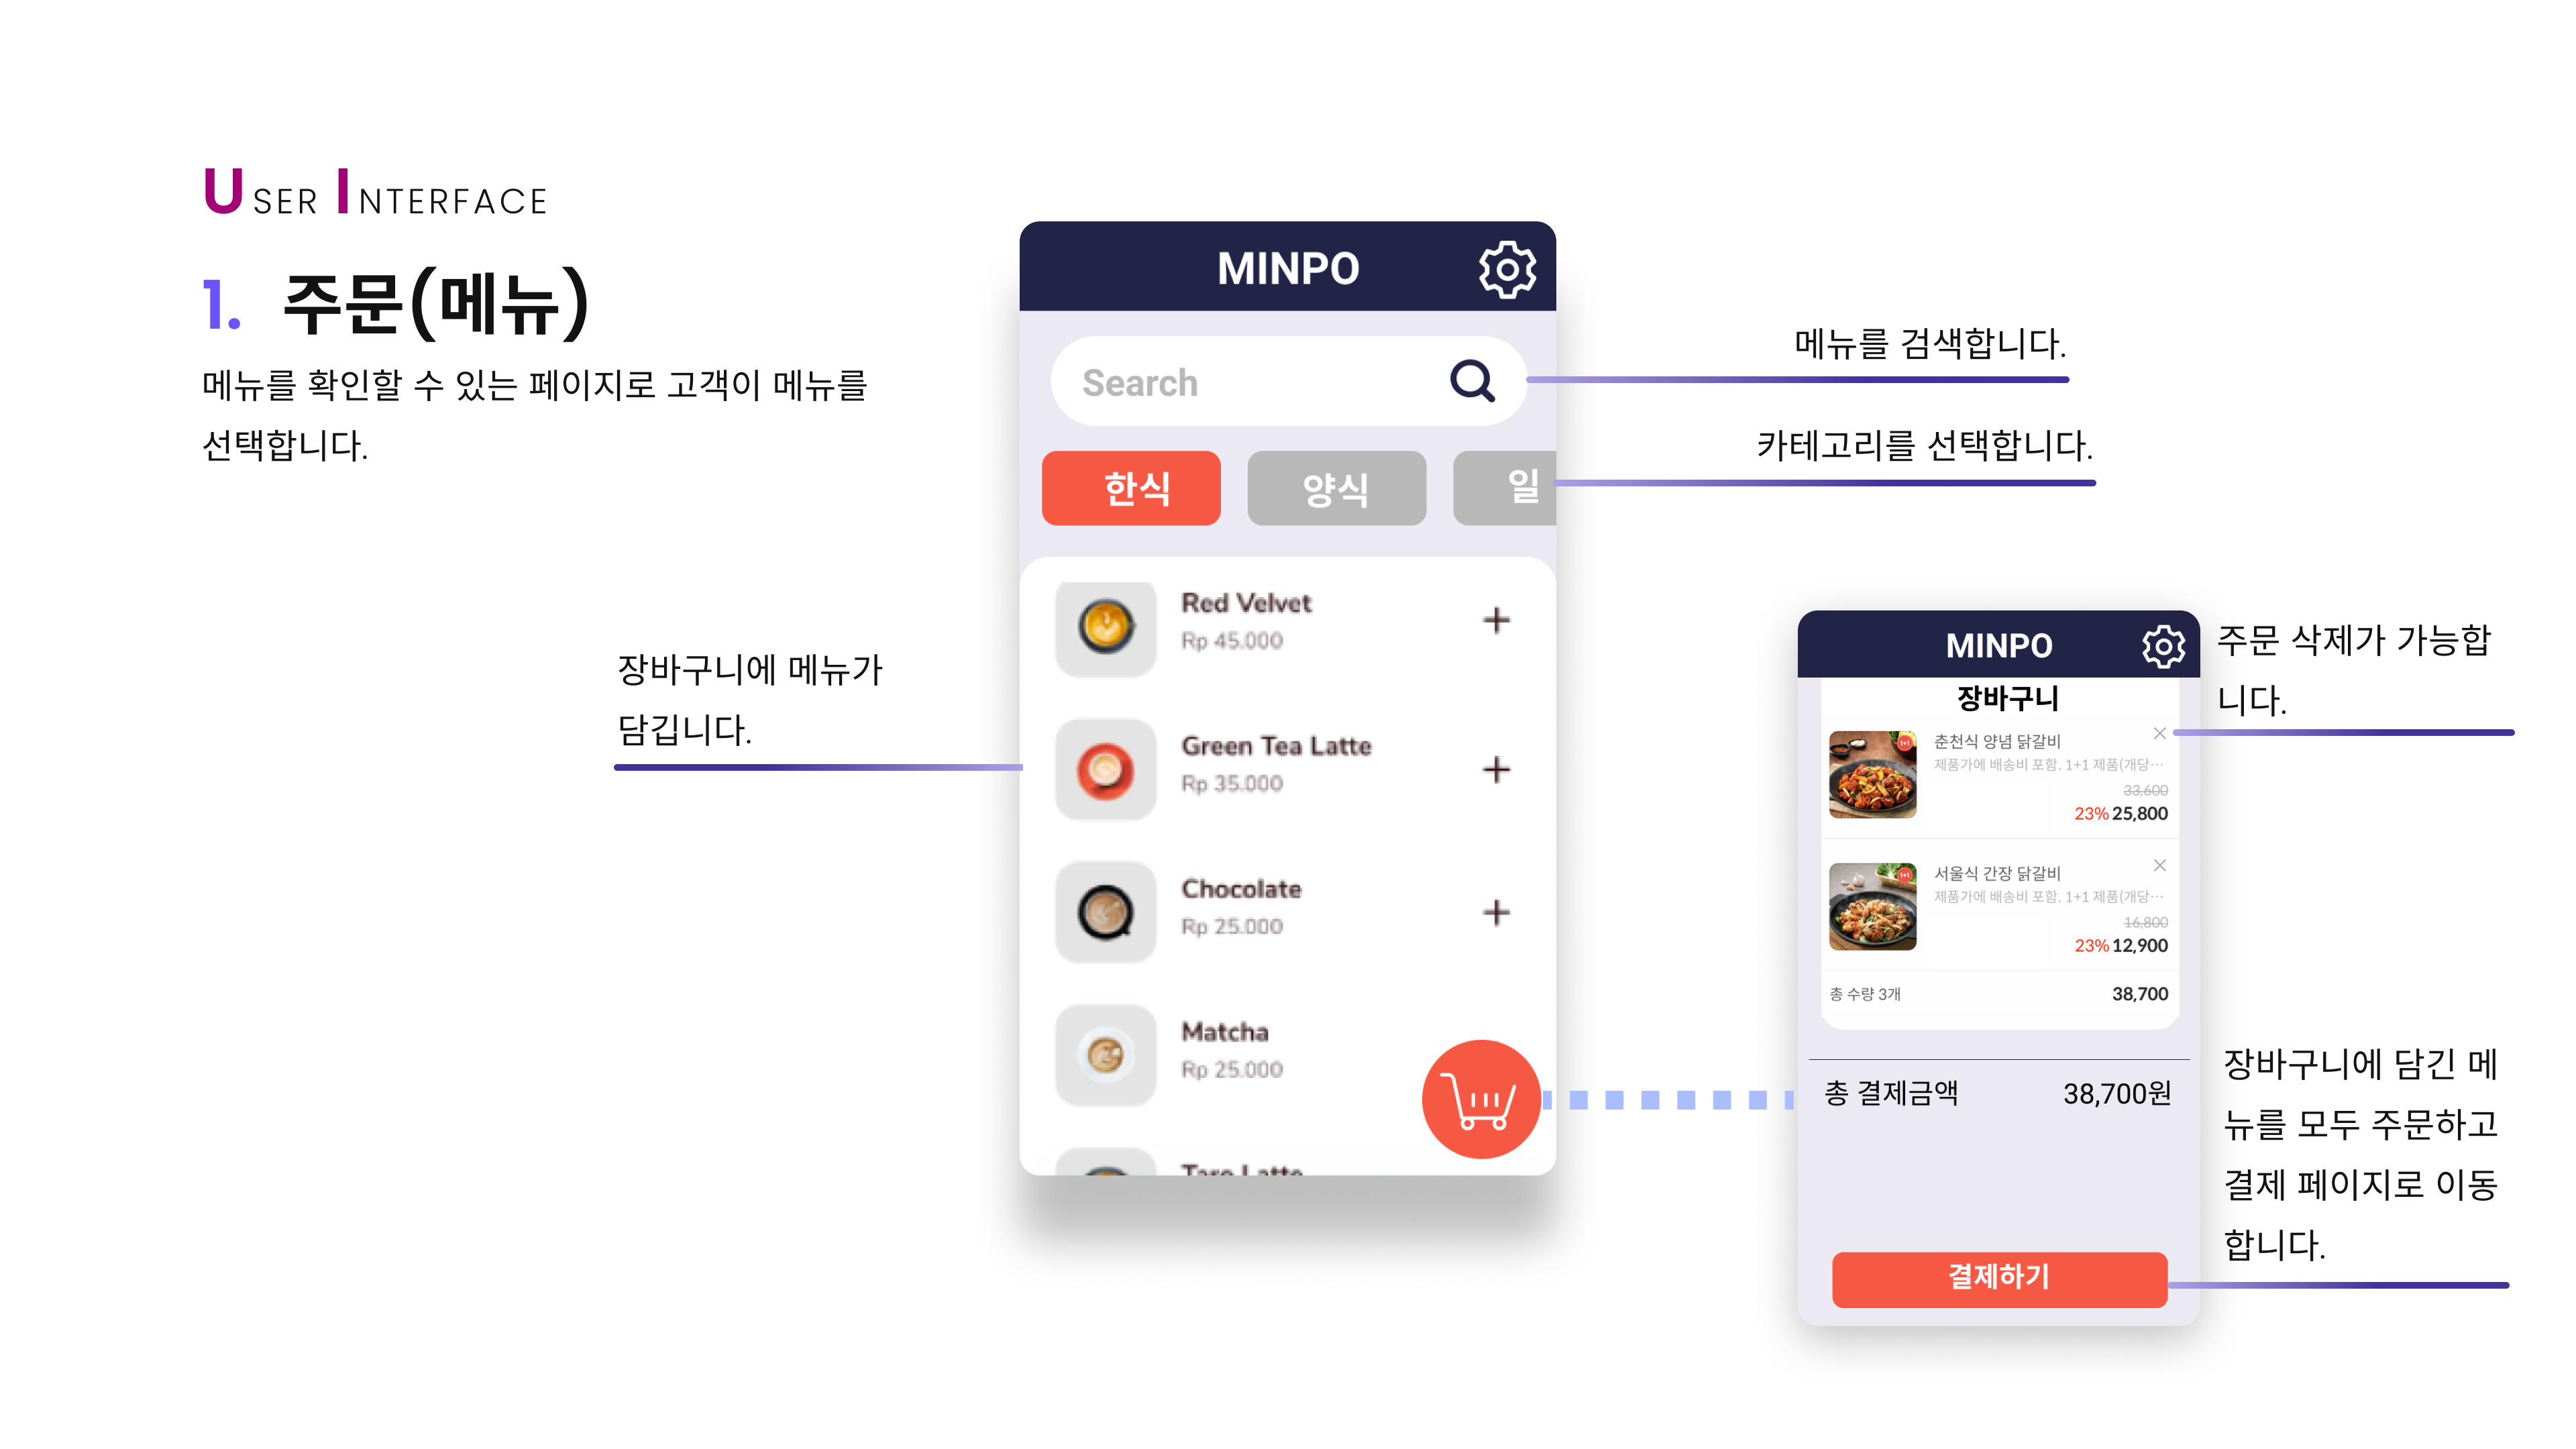 USER INTERFACE
1. 주문(메뉴)
메뉴를 확인할 수 있는 페이지로 고객이 메뉴를
선택합니다.
장바구니에 메뉴가
담깁니다.
MINPO
Search
한식 양식 일
Red Velvet
Rp 45.000
+
Green Tea Latte
Rp 35.000
+
Chocolate
Rp 25.000
+
Matcha
Rp 25.000
Taro Latte
메뉴를 검색합니다.
카테고리를 선택합니다.
MINPO
장바구니
춘천식 양념 닭갈비
제품가에 배송비 포함. 1+1 제품(개당…
1+1
33,600
23% 25,800
서울식 간장 닭갈비
제품가에 배송비 포함. 1+1 제품(개당…
1+1
16,800
23% 12,900
총 수량 3개 38,700
총 결제금액 38,700원
결제하기
주문 삭제가 가능합
니다.
장바구니에 담긴 메
뉴를 모두 주문하고
결제 페이지로 이동
합니다.